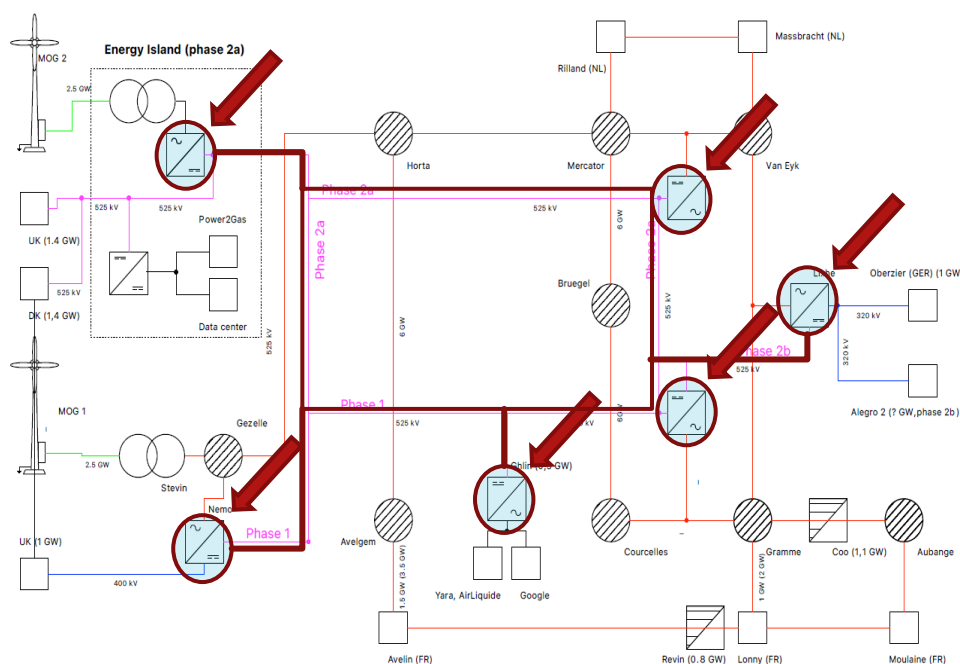 Massbracht (NL)
Energy Island (phase 2a)
MOG 2
Rilland (NL)
2.5 GW
Horta
Mercator
Van Eyk
Phase 2a
525 kV
525 kV
525 kV
6 GW
Power2Gas
UK (1.4 GW)
Phase 2a
Oberzier (GER) (1 GW
Bruegel
525 kV
DK (1,4 GW)
Data center
525 kV
320 kV
525 kV
6 GW
320 kV
525 kV
Phase 1
MOG 1
Gezelle
525 kV
Alegro 2 (? GW,phase 2b)
2.5 GW
Stevin
Nemo
Phase 1
UK (1 GW)
Avelgem
Courcelles
Gramme
Coo (1,1 GW)
Aubange
400 kV
Yara, AirLiquide
Google
1.5 GW (3.5 GW)
1 GW (2 GW)
Avelin (FR)
Revin (0.8 GW)
Lonny (FR)
Moulaine (FR)